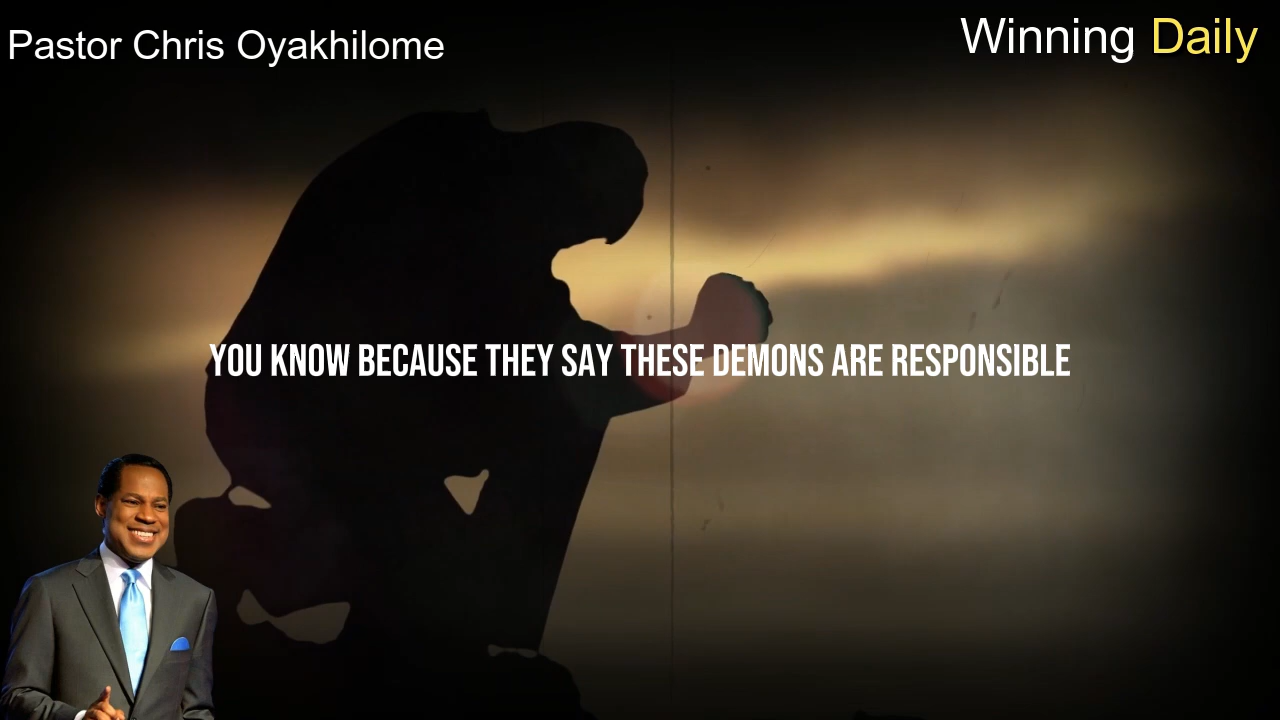 Pastor Chris Oyakhilome
Winning Daily
YOU KNOW BECAUSE THEY SAY THESE DEMONS ARE RESPONSIBLE